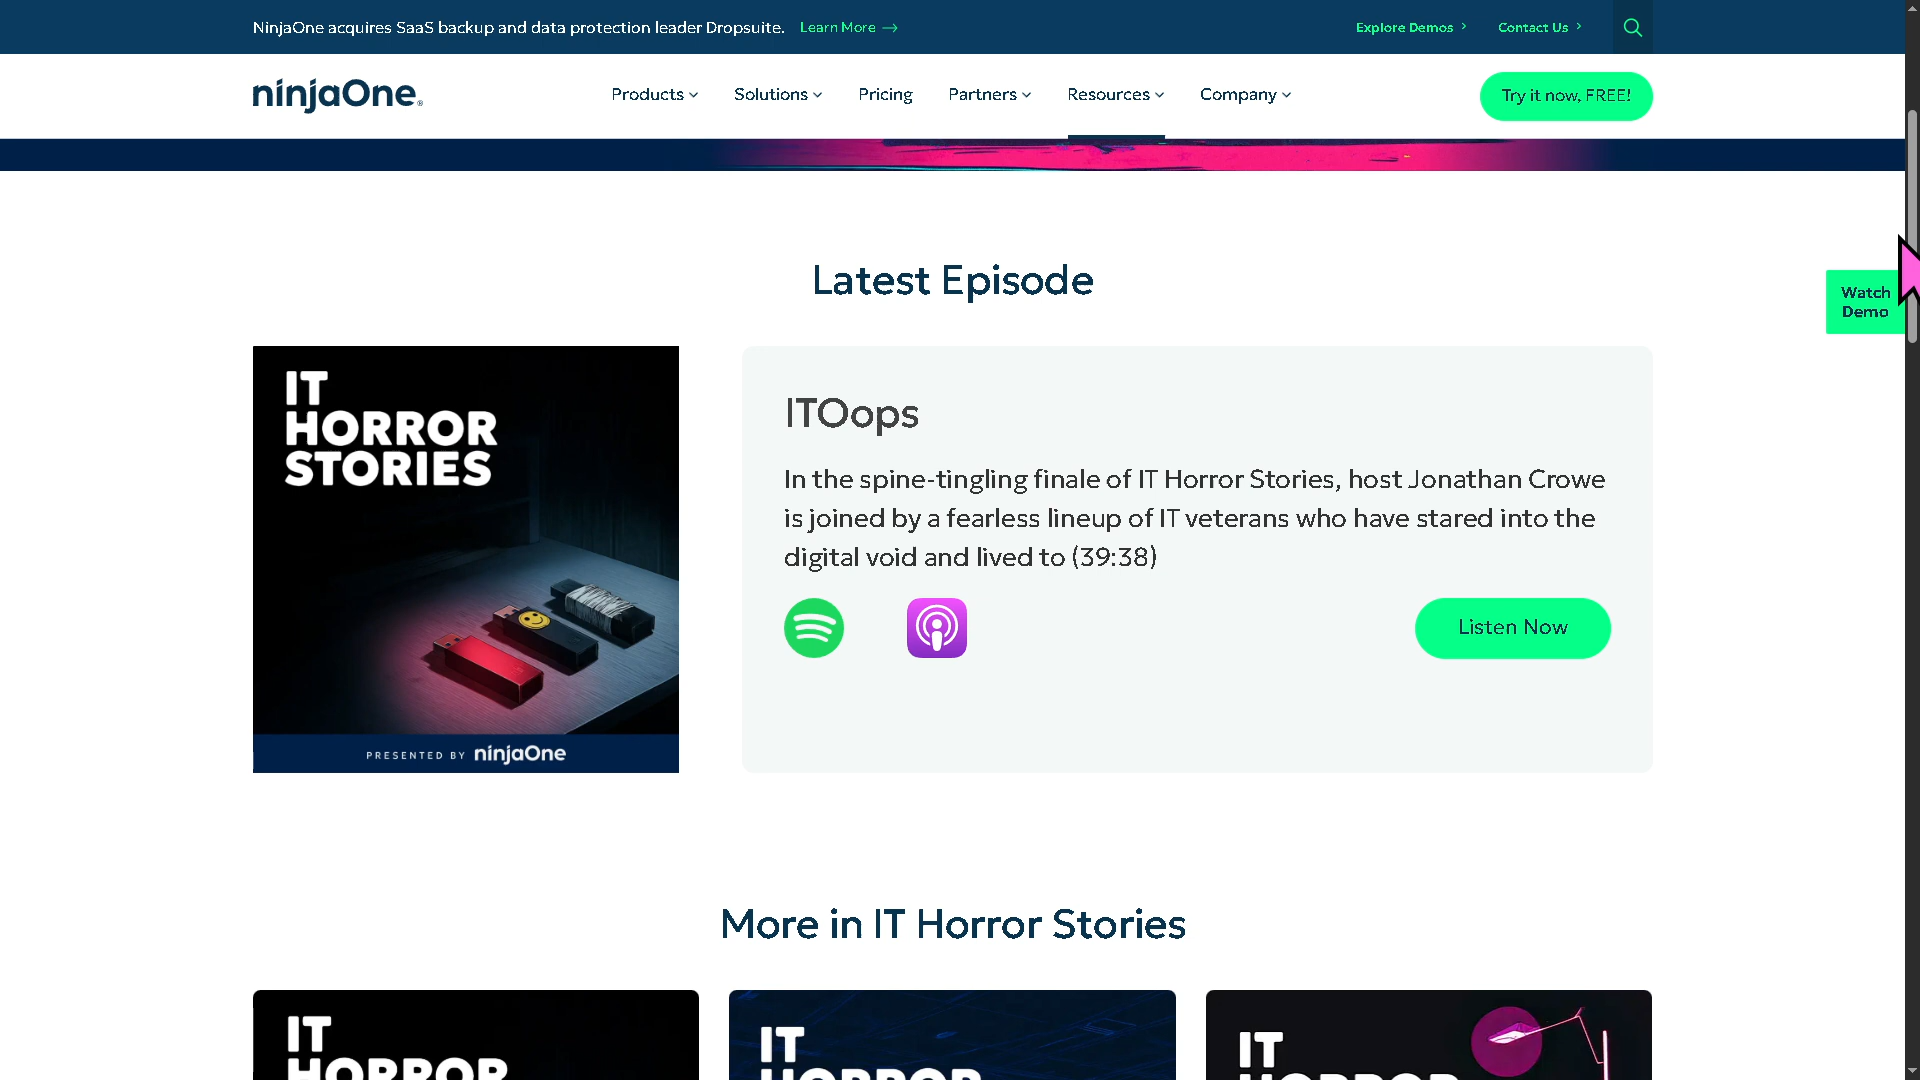 NinjaOne acquires SaaS backup and data protection leader Dropsuite. Learn More →
Explore Demos
Contact Us
ninjaOne®
Products
Solutions
Pricing
Partners
Resources
Company
Try it now, FREE!
Latest Episode
Watch
Demo
IT
HORROR
STORIES
PRESENTED BY ninjaOne
ITOops
In the spine-tingling finale of IT Horror Stories, host Jonathan Crowe
is joined by a fearless lineup of IT veterans who have stared into the
digital void and lived to (39:38)
Listen Now
More in IT Horror Stories
IT
HORROR
IT
HORROR
IT
HORROR